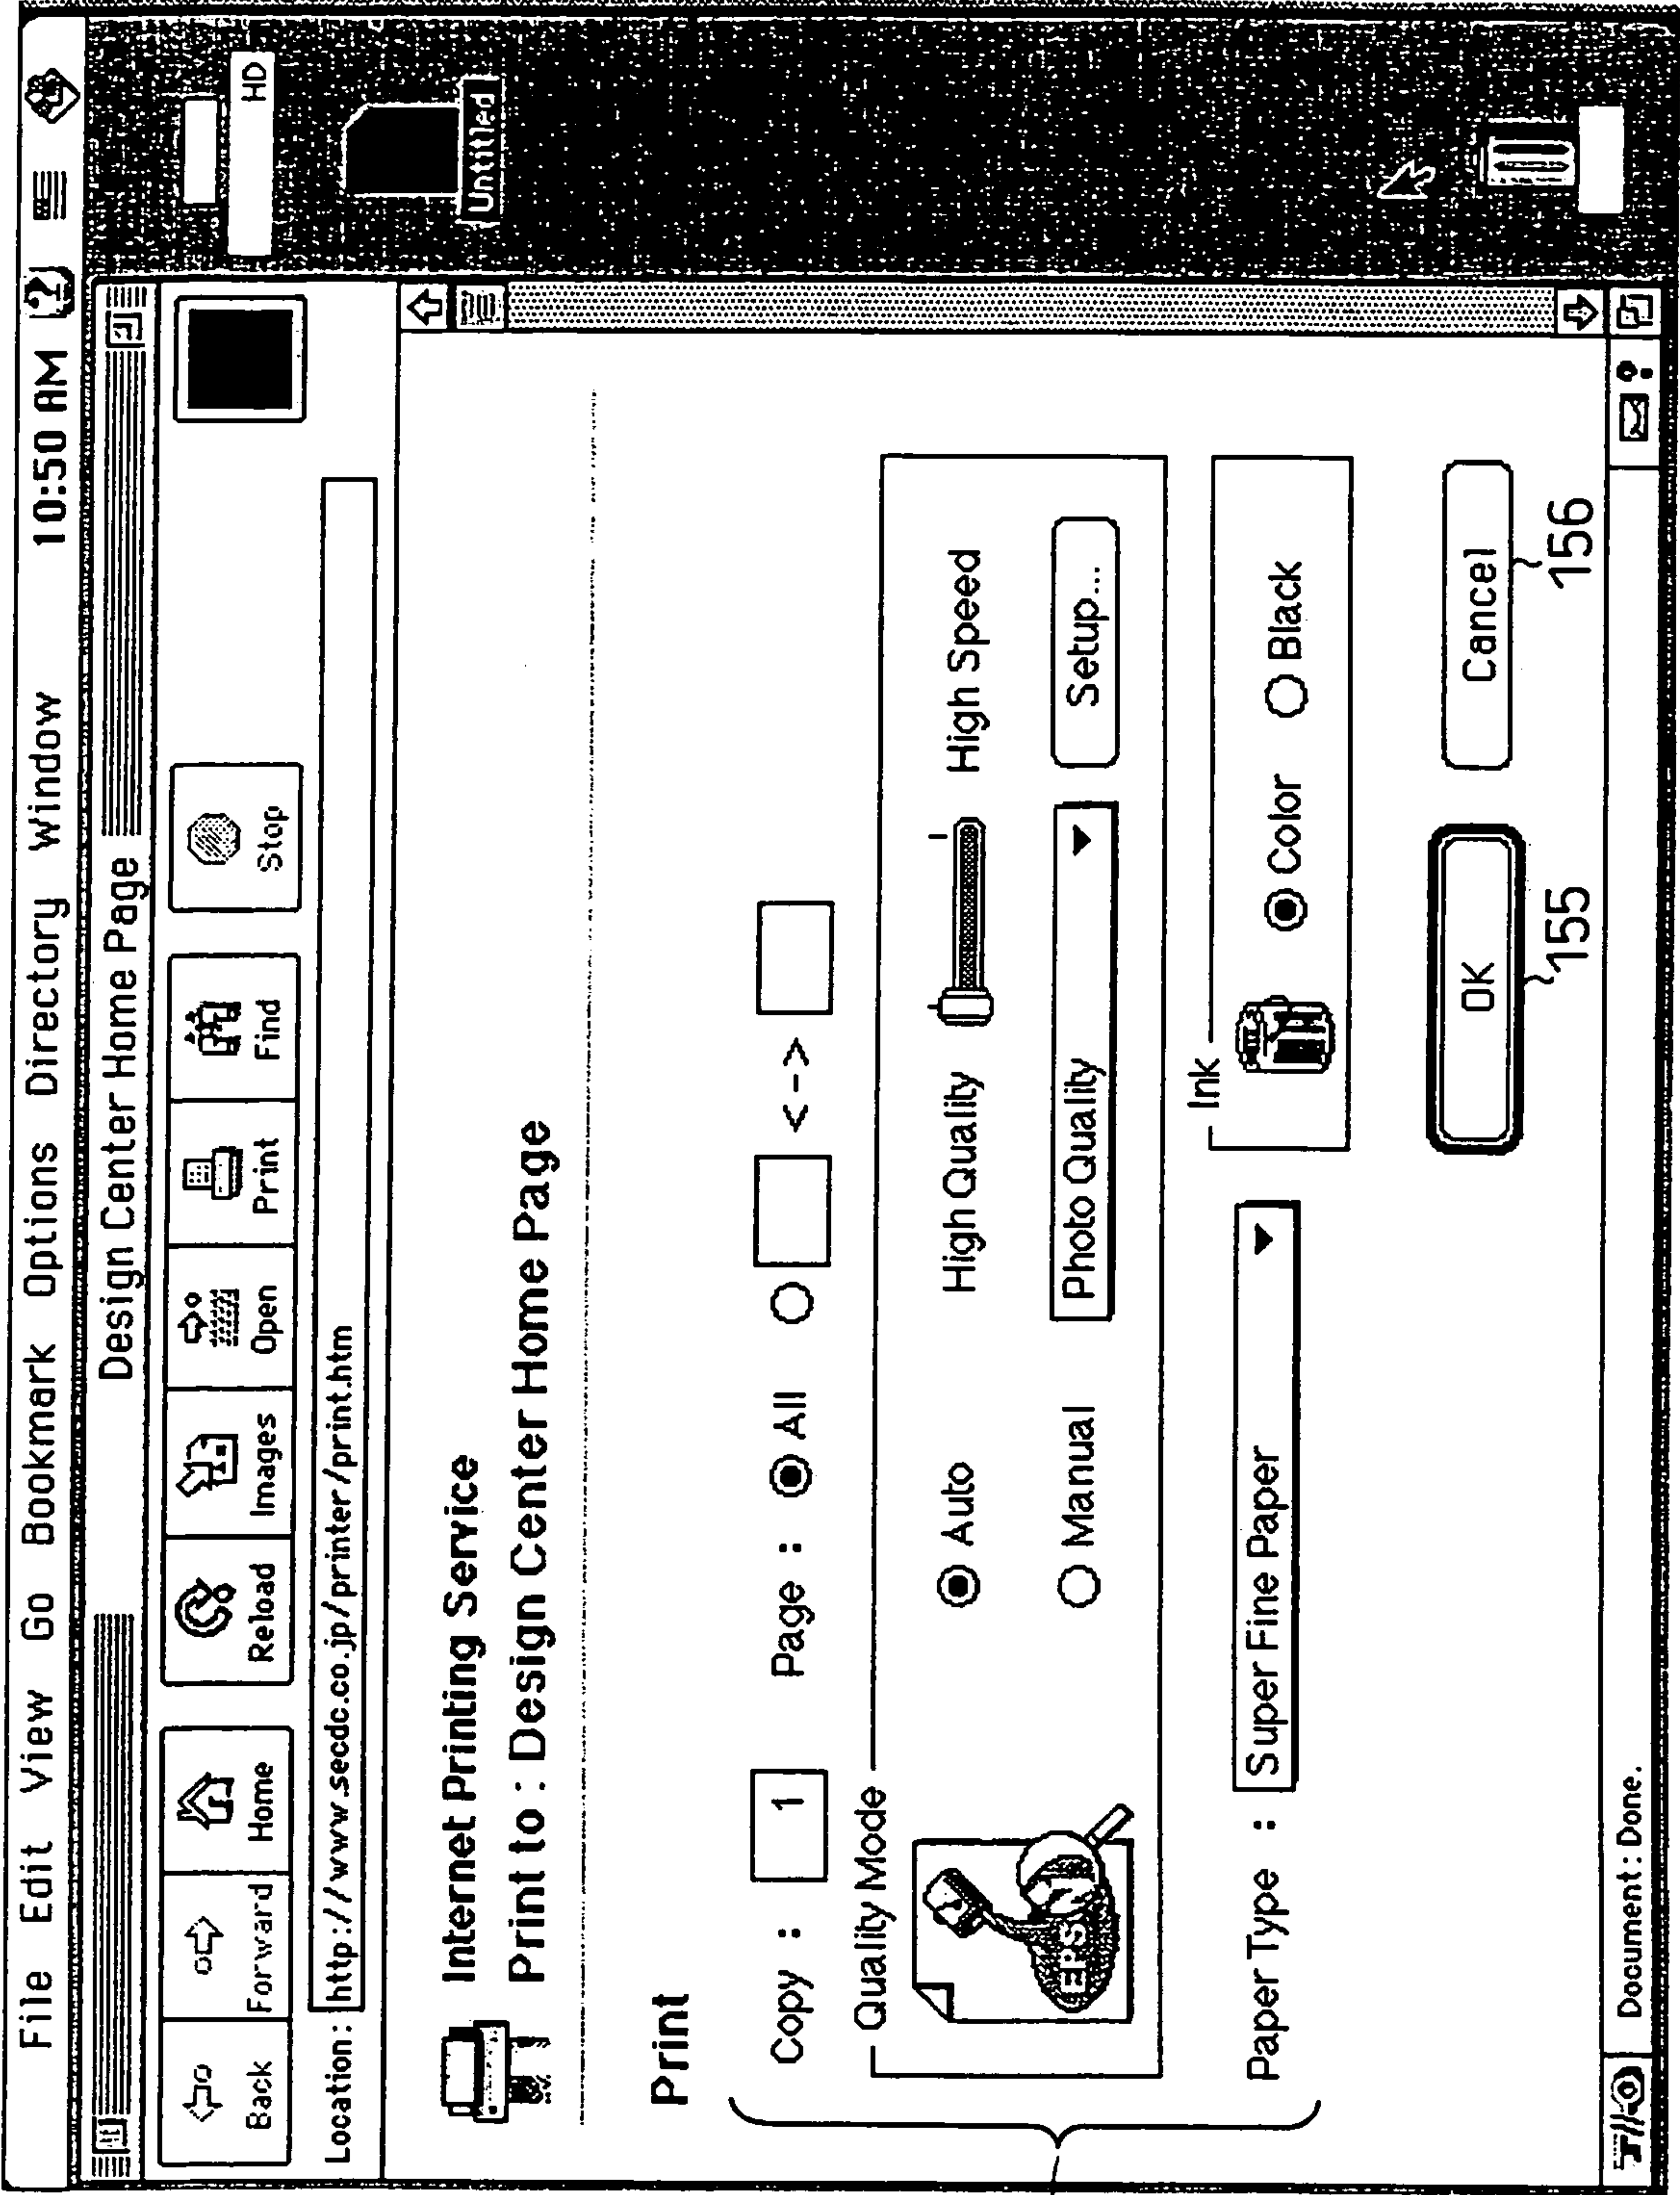 File Edit View Go Bookmark Options Directory Window 10:50 AM
Design Center Home Page
Back Forward Home Reload Images Open Print Find Stop
Location: http://www.secdc.co.jp/printer/print.htm
HD
Untitled
Internet Printing Service
Print to : Design Center Home Page
Print
Copy : 1 Page : All <->
Quality Mode
EPS
Auto High Quality High Speed
Manual Photo Quality Setup...
Paper Type : Super Fine Paper
Ink
Color Black
OK Cancel
155 156
Document : Done.